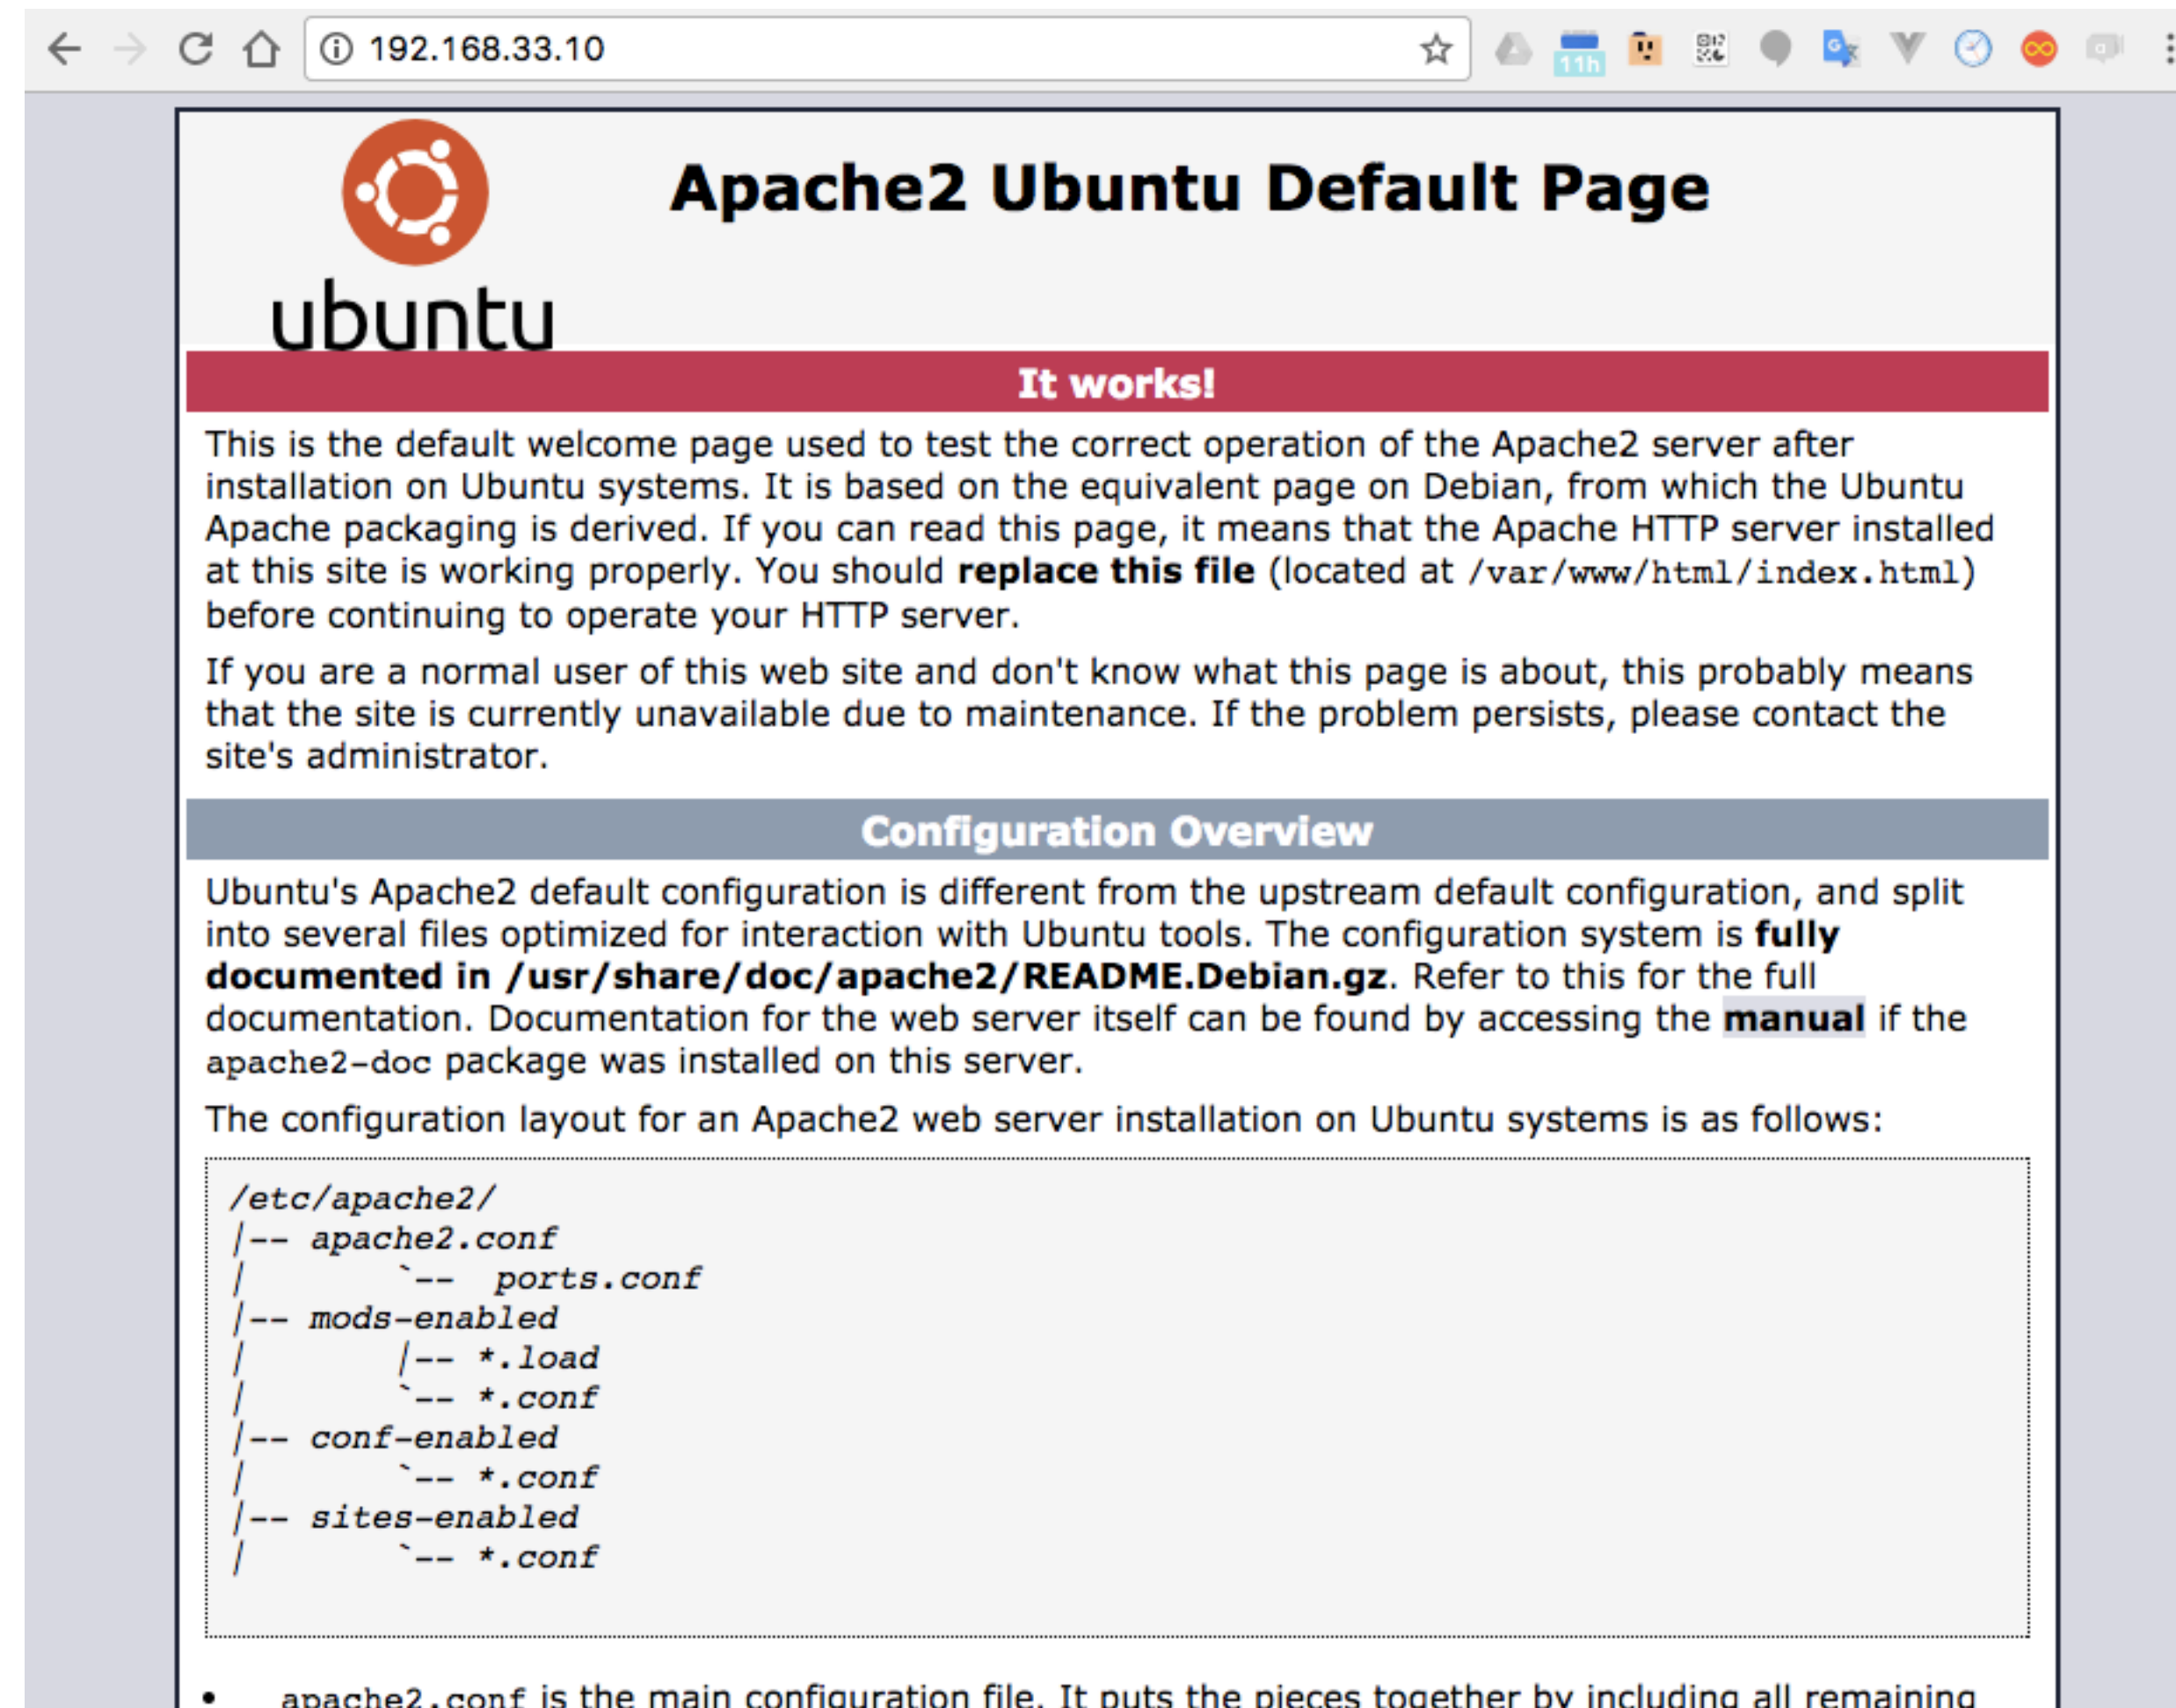 192.168.33.10
11h
Apache2 Ubuntu Default Page
ubuntu
It works!
This is the default welcome page used to test the correct operation of the Apache2 server after
installation on Ubuntu systems. It is based on the equivalent page on Debian, from which the Ubuntu
Apache packaging is derived. If you can read this page, it means that the Apache HTTP server installed
at this site is working properly. You should replace this file (located at /var/www/html/index.html)
before continuing to operate your HTTP server.
If you are a normal user of this web site and don't know what this page is about, this probably means
that the site is currently unavailable due to maintenance. If the problem persists, please contact the
site's administrator.
Configuration Overview
Ubuntu's Apache2 default configuration is different from the upstream default configuration, and split
into several files optimized for interaction with Ubuntu tools. The configuration system is fully
documented in /usr/share/doc/apache2/README.Debian.gz. Refer to this for the full
documentation. Documentation for the web server itself can be found by accessing the manual if the
apache2-doc package was installed on this server.
The configuration layout for an Apache2 web server installation on Ubuntu systems is as follows:
/etc/apache2/
|-- apache2.conf
|       `--  ports.conf
|-- mods-enabled
|       |-- *.load
|       `-- *.conf
|-- conf-enabled
|       `-- *.conf
|-- sites-enabled
|       `-- *.conf
• apache2.conf is the main configuration file. It puts the pieces together by including all remaining